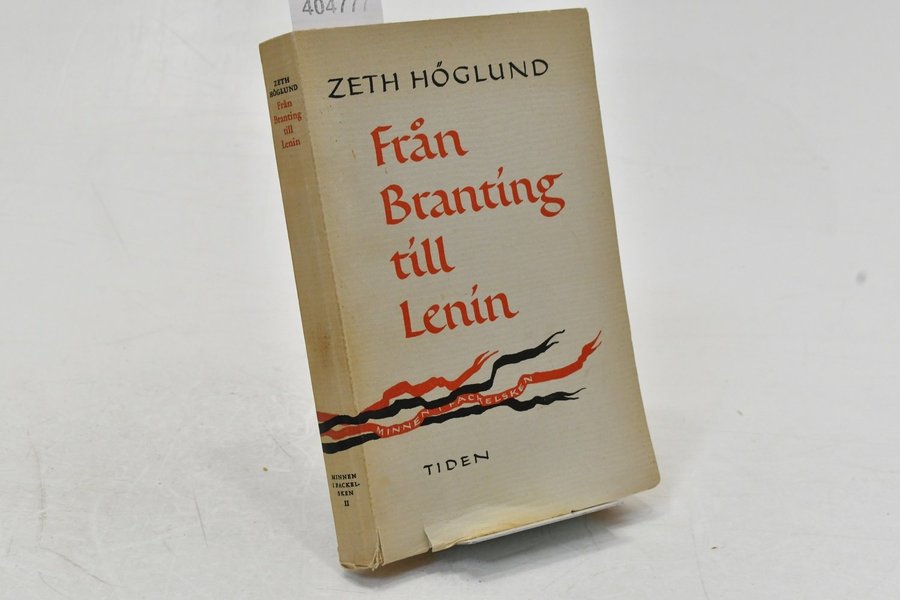 404777
ZETH HÖGLUND
Från
Branting
till
Lenin
MINNEN I FACKELSKEN
TIDEN
ZETH
HÖGLUND
Från
Branting
till
Lenin
MINNEN
I FACKEL-
SKEN
II